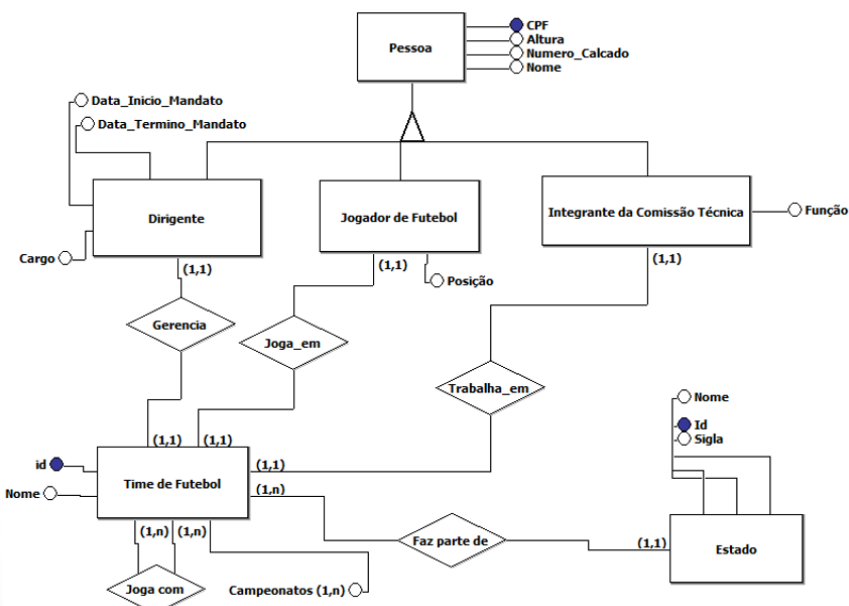 Pessoa
CPF
Altura
Numero_Calcado
Nome
Data_Inicio_Mandato
Data_Termino_Mandato
Dirigente
Jogador de Futebol
Integrante da Comissão Técnica
Função
Cargo
(1,1)
(1,1)
(1,1)
Posição
Gerencia
Joga_em
Trabalha_em
Nome
Id
Sigla
(1,1)
(1,1)
id
Time de Futebol
(1,1)
Nome
(1,n)
(1,n)
(1,n)
Faz parte de
(1,1)
Estado
Joga com
Campeonatos (1,n)